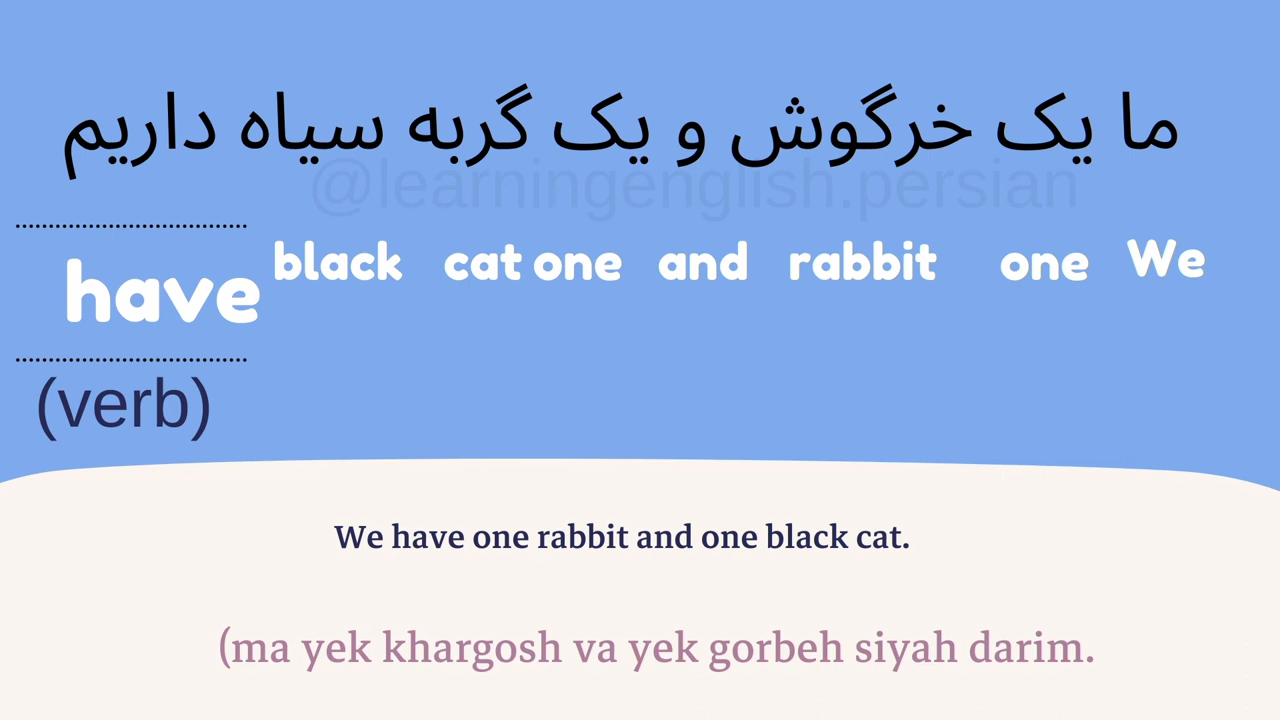 ما یک خرگوش و یک گربه سیاه داریم
@learningenglish.persian
have black cat one and rabbit one We
(verb)
We have one rabbit and one black cat.
(ma yek khargosh va yek gorbeh siyah darim.